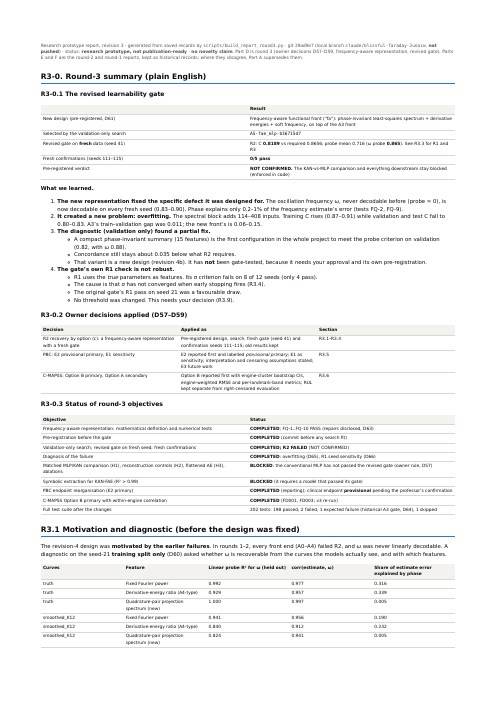 Research prototype report, revision 3 · generated from saved records by scripts/build_report_round3.py · git
pushed) · status: research prototype, not publication-ready · no novelty claim. Part D is round 3 (owner decisions D57–D59, frequency-aware representation, revised gate). Parts
E and F are the round-2 and round-1 reports, kept as historical records; where they disagree, Part A supersedes them.
R3-0. Round-3 summary (plain English)
R3-0.1 The revised learnability gate
Result
New design (pre-registered, D61)
Frequency-aware functional front ("fa"): phase-invariant least-squares spectrum + derivative
energies + soft frequency, on top of the A2 front
Selected by the validation-only search
Revised gate on fresh data (seed 41)
R2: C 0.8189 vs required 0.8656; probe mean 0.716 (ω probe 0.865). See R3.3 for R1 and
R3
Fresh confirmations (seeds 111–115)
0/5 pass
Pre-registered verdict
NOT CONFIRMED. The KAN-vs-MLP comparison and everything downstream stay blocked
(enforced in code)
What we learned.
1. The new representation fixed the specific defect it was designed for. The oscillation frequency ω, never decodable before (probe ≈ 0), is
now decodable on every fresh seed (0.83–0.90). Phase explains only 0.2–1% of the frequency estimate's error (tests FQ-2, FQ-9).
2. It created a new problem: overfitting. The spectral block adds 114–408 inputs. Training C rises (0.87–0.91) while validation and test C fall to
0.80–0.83. A3's train-validation gap was 0.011; the new front's is 0.06–0.15.
3. The diagnostic (validation only) found a partial fix.
A compact phase-invariant summary (15 features) is the first configuration in the whole project to meet the probe criterion on validation
(0.82, with ω 0.88).
Concordance still stays about 0.035 below what R2 requires.
That variant is a new design (revision 4b). It has not been gate-tested, because it needs your approval and its own pre-registration.
4. The gate's own R1 check is not robust.
R1 uses the true parameters as features. Its σ criterion fails on 8 of 12 seeds (only 4 pass).
The cause is that σ has not converged when early stopping fires (R3.4).
The original gate's R1 pass on seed 21 was a favourable draw.
No threshold was changed. This needs your decision (R3.9).
R3-0.2 Owner decisions applied (D57–D59)
Decision
Applied as
Section
R2 recovery by option (c): a frequency-aware representation
with a fresh gate
Pre-registered design, search, fresh gate (seed 41) and
confirmation seeds 111–115; old results kept
R3.1–R3.4
PBC: E2 provisional primary, E1 sensitivity
E2 reported first and labelled provisional primary; E1 as
sensitivity; interpretation and censoring assumptions stated;
E3 future work
R3.5
C-MAPSS: Option B primary, Option A secondary
Option B reported first with engine-cluster bootstrap CIs,
engine-weighted RMSE and per-landmark-band metrics; RUL
kept separate from right-censored evaluation
R3.6
R3-0.3 Status of round-3 objectives
Objective
Status
Frequency-aware representation: mathematical definition and numerical tests
COMPLETED: FQ-1, FQ-10 PASS (repairs disclosed, D63)
Pre-registration before the gate
COMPLETED (commit before any search fit)
Validation-only search; revised gate on fresh seed; fresh confirmations
COMPLETED; R2 FAILED (NOT CONFIRMED)
Diagnosis of the failure
COMPLETED: overfitting (D65), R1 seed sensitivity (D66)
Matched MLP/KAN comparison (H1), reconstruction controls (H2), flattened AE (H3),
ablations
BLOCKED: the conventional MLP has not passed the revised gate (owner rule, D57)
Symbolic extraction for KAN-FAE (R² > 0.99)
BLOCKED (it requires a model that passed its gate)
PBC endpoint reorganisation (E2 primary)
COMPLETED (reporting); clinical endpoint provisional pending the professor's confirmation
C-MAPSS Option B primary with within-engine correlation
COMPLETED (FD001, FD003; v3 re-run)
Full test suite after the changes
202 tests: 198 passed, 2 failed, 1 expected failure (historical A3 gate, D64), 1 skipped
R3.1 Motivation and diagnostic (before the design was fixed)
The revision-4 design was motivated by the earlier failures. In rounds 1–2, every front end (A0–A4) failed R2, and ω was never linearly decodable. A
diagnostic on the seed-21 training split only (D60) asked whether ω is recoverable from the curves the models actually see, and with which features.
Curves
Feature
Linear probe R² for ω (held out)
corr(estimate, ω)
Share of estimate error
explained by phase
truth
Fixed Fourier power
0.992
0.977
0.316
truth
Derivative-energy ratio (A4-type)
0.929
0.957
0.339
truth
Quadrature-pair projection
spectrum (new)
1.000
0.997
0.005
smoothed_K12
Fixed Fourier power
0.941
0.956
0.190
smoothed_K12
Derivative-energy ratio (A4-type)
0.840
0.912
0.232
smoothed_K12
Quadrature-pair projection
spectrum (new)
0.824
0.941
0.005